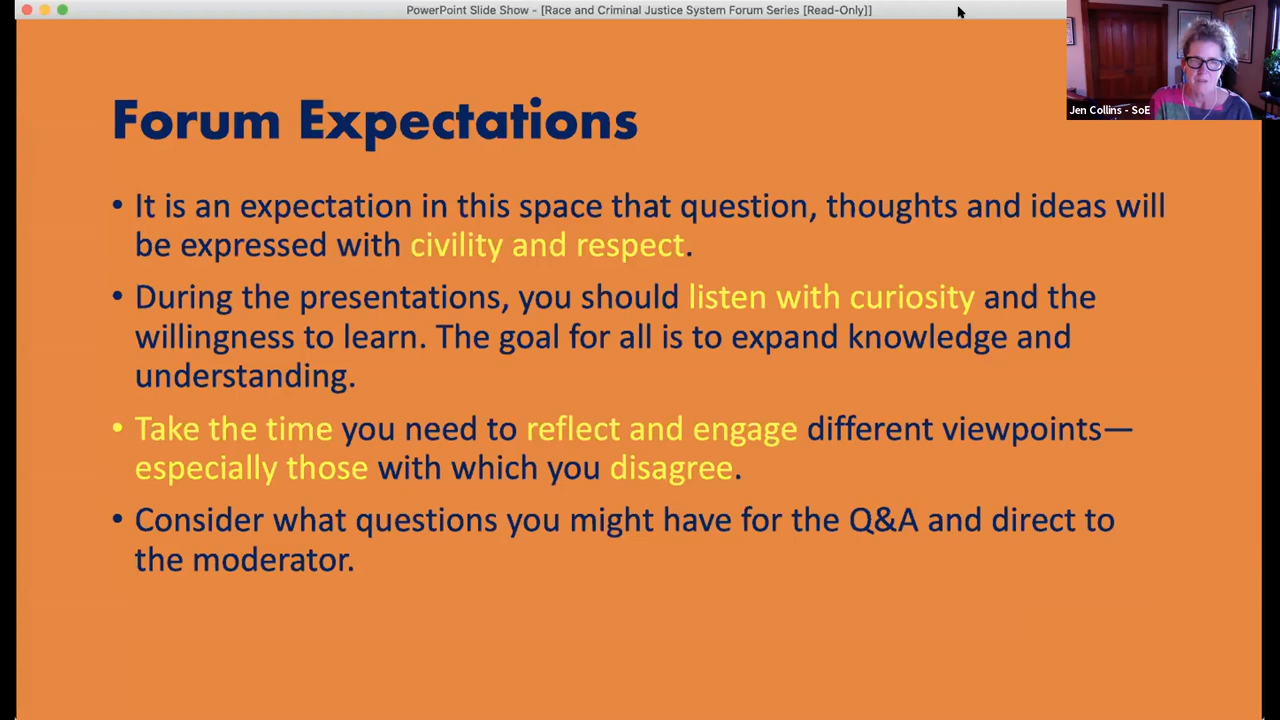 PowerPoint Slide Show - [Race and Criminal Justice System Forum Series [Read-Only]]
Jen Collins - SoE
Forum Expectations
• It is an expectation in this space that question, thoughts and ideas will
be expressed with civility and respect.
• During the presentations, you should listen with curiosity and the
willingness to learn. The goal for all is to expand knowledge and
understanding.
• Take the time you need to reflect and engage different viewpoints—
especially those with which you disagree.
• Consider what questions you might have for the Q&A and direct to
the moderator.